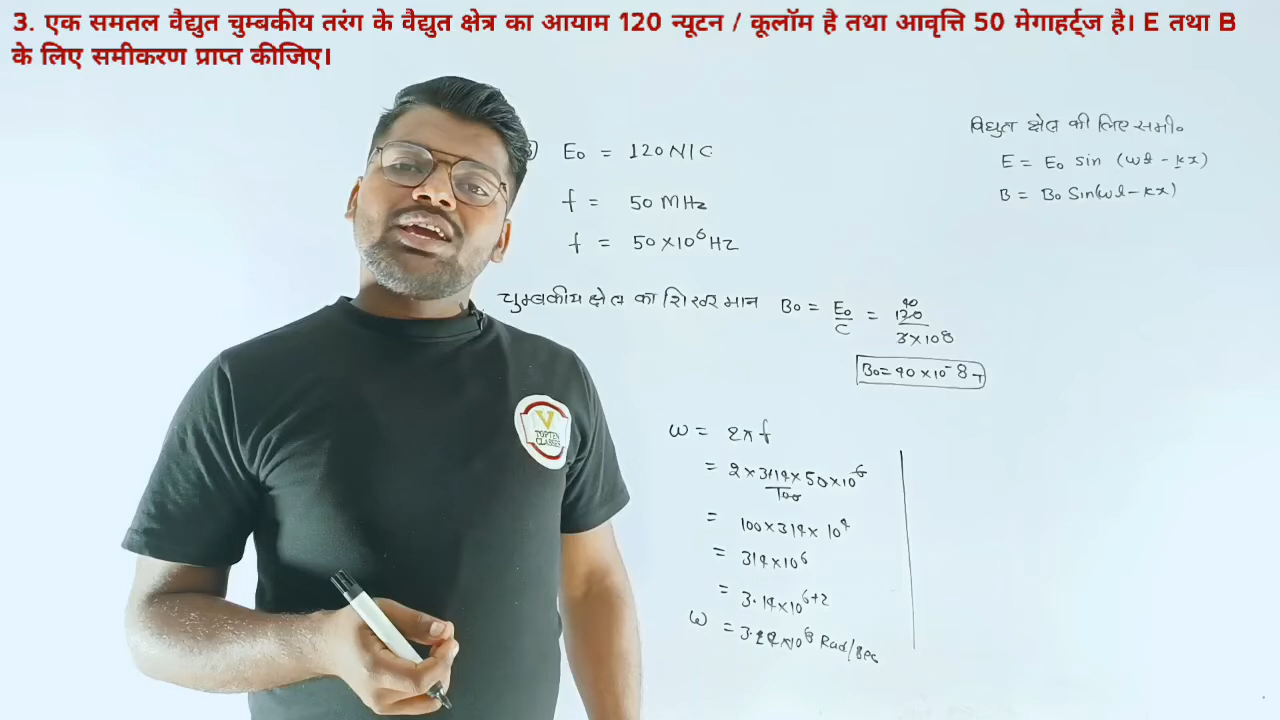 3. एक समतल वैद्युत चुम्बकीय तरंग के वैद्युत क्षेत्र का आयाम 120 न्यूटन / कूलॉम है तथा आवृत्ति 50 मेगाहर्ट्ज है। E तथा B
के लिए समीकरण प्राप्त कीजिए।
E₀ = 120 N/C
f = 50 MHz
f = 50×10⁶ Hz
विद्युत क्षेत्र की लिए समी०
E = E₀ sin (ωt - kx)
B = B₀ Sin(ωt - kx)
चुम्बकीय क्षेत्र का शिखर मान B₀ = E₀/C = 120/3×10⁸
40
B₀ = 40×10⁻⁸ T
ω = 2πf
= 2×314/100×50×10⁶
= 100×314×10⁴
= 314×10⁶
= 3.14×10⁶⁺²
ω = 3.14×10⁸ Rad/Sec
V
TOPTEN
CLASSES